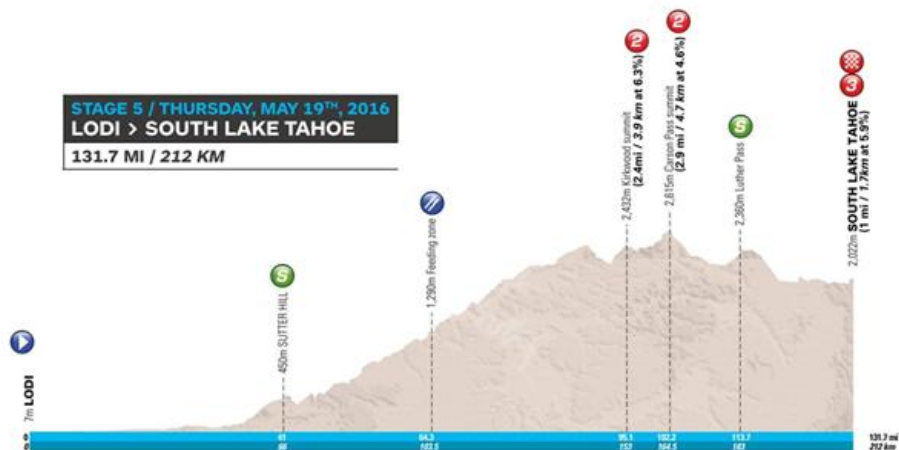 STAGE 5 / THURSDAY, MAY 19TH, 2016
LODI > SOUTH LAKE TAHOE
131.7 MI / 212 KM
7m LODI
S
450m SUTTER HILL
1,290m Feeding zone
2
2,432m Kirkwood summit
(2.4mi / 3.9 km at 6.3%)
2
2,615m Carson Pass summit
(2.9 mi / 4.7 km at 4.6%)
S
2,360m Luther Pass
3
2,022m SOUTH LAKE TAHOE
(1 mi / 1.7km at 5.9%)
0 41 64.3 95.1 102.2 113.7 131.7 mi
0 66 103.5 153 164.5 183 212 km